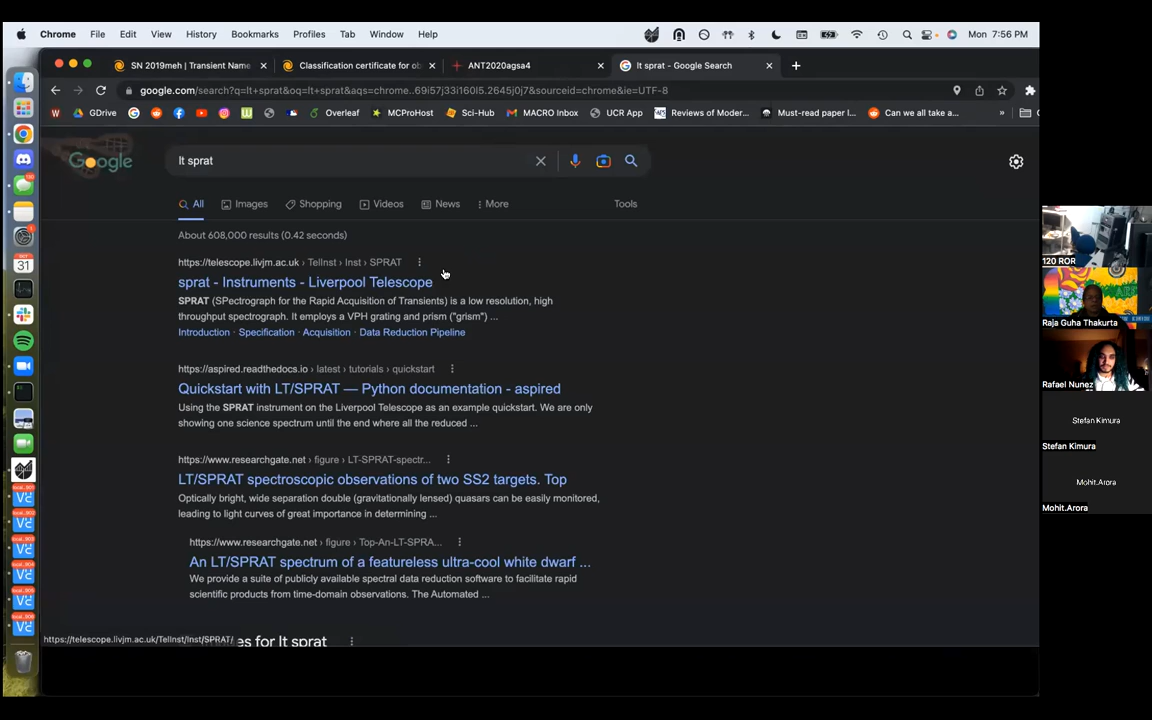 Chrome File Edit View History Bookmarks Profiles Tab Window Help Mon 7:56 PM
SN 2019meh | Transient Name Classification certificate for ob ANT2020agsa4 lt sprat - Google Search
google.com/search?q=lt+sprat&oq=lt+sprat&aqs=chrome..69i57j33i160l5.2645j0j7&sourceid=chrome&ie=UTF-8
GDrive Overleaf MCProHost Sci-Hub MACRO Inbox UCR App Reviews of Moder... Must-read paper l... Can we all take a... »
Google
lt sprat
All Images Shopping Videos News More Tools
About 608,000 results (0.42 seconds)
https://telescope.livjm.ac.uk › TelInst › Inst › SPRAT
sprat - Instruments - Liverpool Telescope
SPRAT (SPectrograph for the Rapid Acquisition of Transients) is a low resolution, high
throughput spectrograph. It employs a VPH grating and prism ("grism") ...
Introduction · Specification · Acquisition · Data Reduction Pipeline
https://aspired.readthedocs.io › latest › tutorials › quickstart
Quickstart with LT/SPRAT — Python documentation - aspired
Using the SPRAT instrument on the Liverpool Telescope as an example quickstart. We are only
showing one science spectrum until the end where all the reduced ...
https://www.researchgate.net › figure › LT-SPRAT-spectr...
LT/SPRAT spectroscopic observations of two SS2 targets. Top
Optically bright, wide separation double (gravitationally lensed) quasars can be easily monitored,
leading to light curves of great importance in determining ...
https://www.researchgate.net › figure › Top-An-LT-SPRA...
An LT/SPRAT spectrum of a featureless ultra-cool white dwarf ...
We provide a suite of publicly available spectral data reduction software to facilitate rapid
scientific products from time-domain observations. The Automated ...
https://telescope.livjm.ac.uk/TelInst/Inst/SPRAT/
es for lt sprat
OCT
31
120 ROR
Raja Guha Thakurta
Rafael Nunez
Stefan Kimura
Stefan Kimura
Mohit.Arora
Mohit.Arora